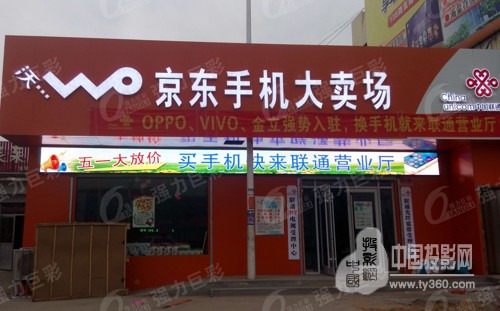 沃
WO
京东手机大卖场
China
unicom中国联通
OPPO、VIVO、金立强势入驻,换手机就来联通营业厅
五一大放价 买手机快来联通营业厅
强力巨彩
中国投影网
www.ty360.com